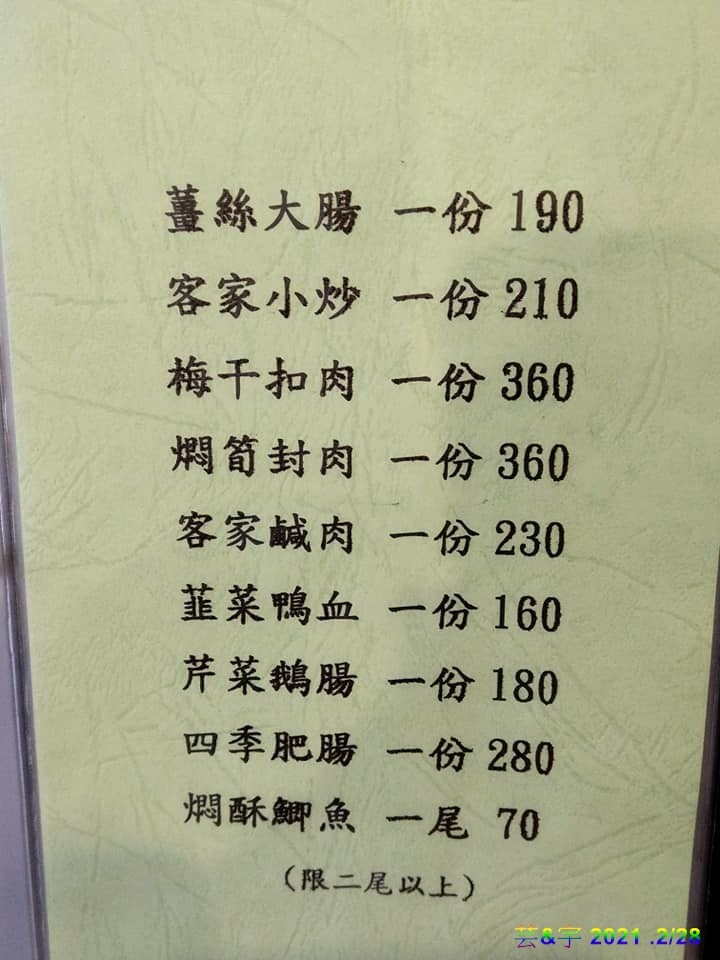 薑絲大腸 一份 190
客家小炒 一份 210
梅干扣肉 一份 360
燜筍封肉 一份 360
客家鹹肉 一份 230
韮菜鴨血 一份 160
芹菜鵝腸 一份 180
四季肥腸 一份 280
燜酥鯽魚 一尾 70
(限二尾以上)
芸&宇 2021 .2/28